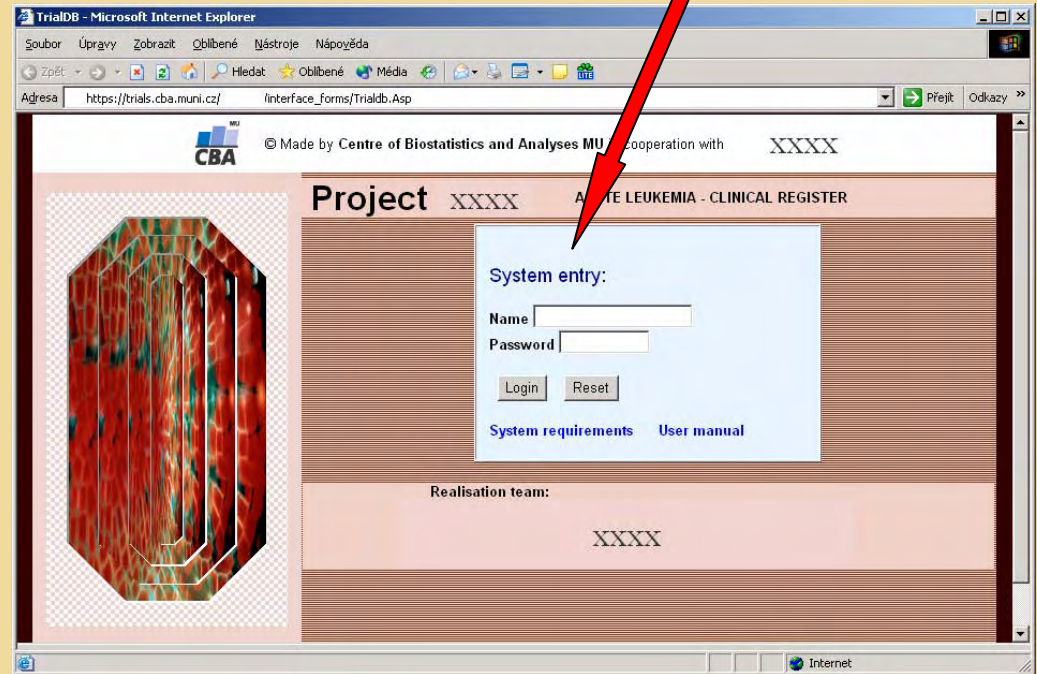 TrialDB - Microsoft Internet Explorer
Soubor Úpravy Zobrazit Oblíbené Nástroje Nápověda
Zpět Hledat Oblíbené Média
Adresa https://trials.cba.muni.cz/ /interface_forms/Trialdb.Asp Přejít Odkazy »
MU
CBA
© Made by Centre of Biostatistics and Analyses MU cooperation with XXXX
Project XXXX LEUKEMIA - CLINICAL REGISTER
System entry:
Name
Password
Login Reset
System requirements User manual
Realisation team:
XXXX
Internet